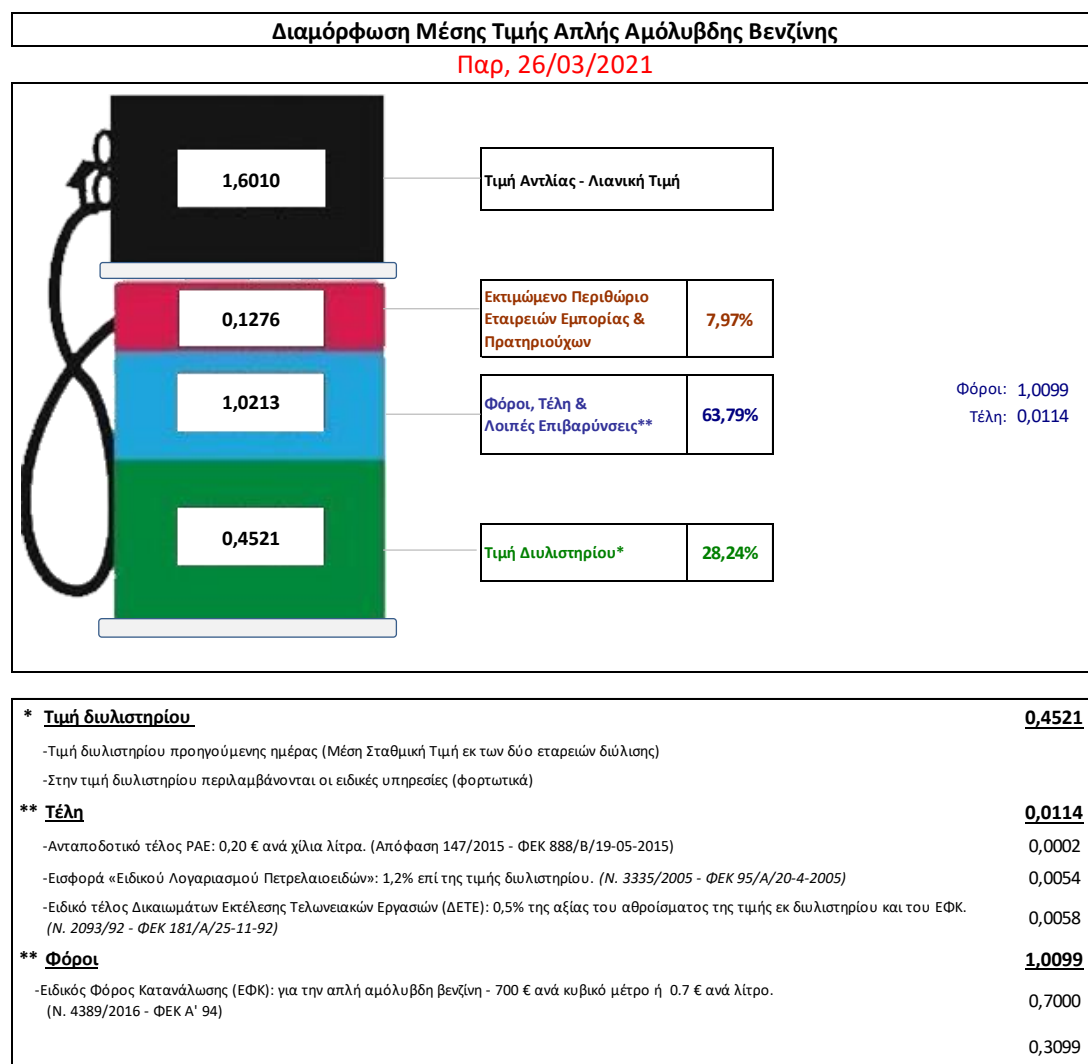 Διαμόρφωση Μέσης Τιμής Απλής Αμόλυβδης Βενζίνης
Παρ, 26/03/2021
1,6010
Τιμή Αντλίας - Λιανική Τιμή
0,1276
Εκτιμώμενο Περιθώριο
Εταιρειών Εμπορίας &
Πρατηριούχων
7,97%
1,0213
Φόροι, Τέλη &
Λοιπές Επιβαρύνσεις**
63,79%
Φόροι: 1,0099
Τέλη: 0,0114
0,4521
Τιμή Διυλιστηρίου*
28,24%
* Τιμή διυλιστηρίου 0,4521
-Τιμή διυλιστηρίου προηγούμενης ημέρας (Μέση Σταθμική Τιμή εκ των δύο εταρειών διύλισης)
-Στην τιμή διυλιστηρίου περιλαμβάνονται οι ειδικές υπηρεσίες (φορτωτικά)
** Τέλη 0,0114
-Ανταποδοτικό τέλος ΡΑΕ: 0,20 € ανά χίλια λίτρα. (Απόφαση 147/2015 - ΦΕΚ 888/Β/19-05-2015) 0,0002
-Εισφορά «Ειδικού Λογαριασμού Πετρελαιοειδών»: 1,2% επί της τιμής διυλιστηρίου. (Ν. 3335/2005 - ΦΕΚ 95/Α/20-4-2005) 0,0054
-Ειδικό τέλος Δικαιωμάτων Εκτέλεσης Τελωνειακών Εργασιών (ΔΕΤΕ): 0,5% της αξίας του αθροίσματος της τιμής εκ διυλιστηρίου και του ΕΦΚ. 0,0058
(Ν. 2093/92 - ΦΕΚ 181/Α/25-11-92)
** Φόροι 1,0099
-Ειδικός Φόρος Κατανάλωσης (ΕΦΚ): για την απλή αμόλυβδη βενζίνη - 700 € ανά κυβικό μέτρο ή 0.7 € ανά λίτρο. 0,7000
(Ν. 4389/2016 - ΦΕΚ Α' 94)
0,3099